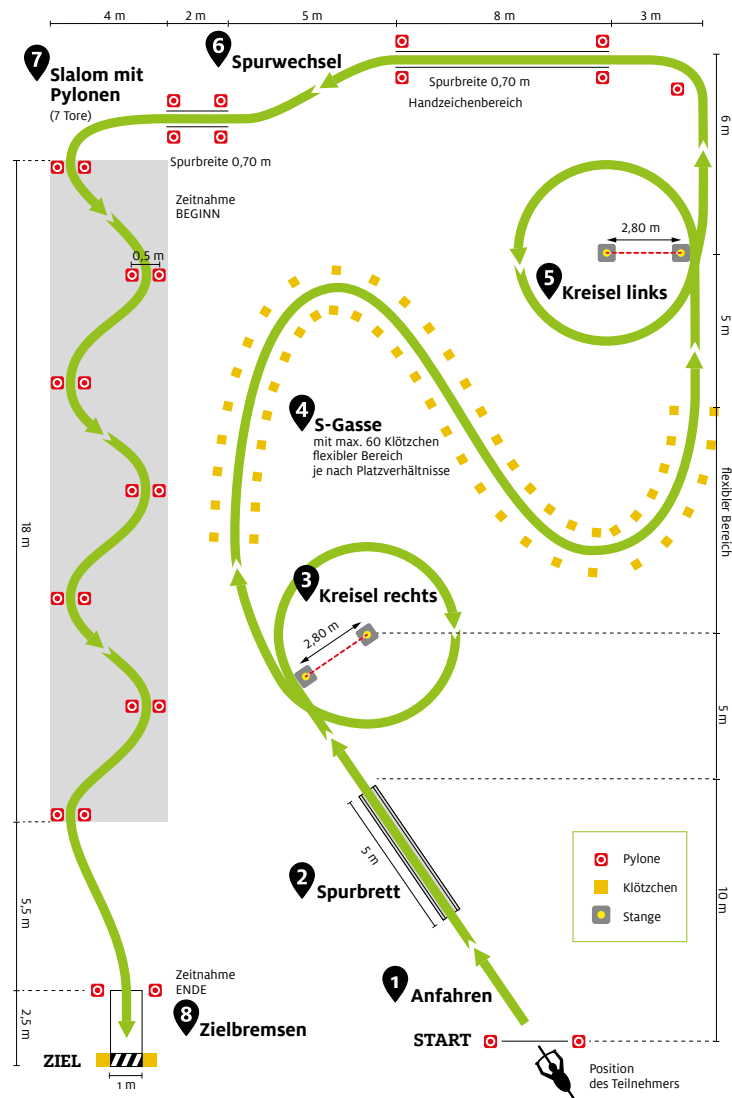 4 m
2 m
5 m
8 m
3 m
6
Spurwechsel
7
Slalom mit
Pylonen
(7 Tore)
Spurbreite 0,70 m
Handzeichenbereich
6 m
Spurbreite 0,70 m
Zeitnahme
BEGINN
0,5 m
2,80 m
5
Kreisel links
5 m
4
S-Gasse
mit max. 60 Klötzchen
flexibler Bereich
je nach Platzverhältnisse
flexibler Bereich
18 m
3
Kreisel rechts
2,80 m
5 m
5 m
2
Spurbrett
Pylone
Klötzchen
Stange
10 m
5,5 m
Zeitnahme
ENDE
1
Anfahren
8
Zielbremsen
2,5 m
START
ZIEL
1 m
Position
des Teilnehmers